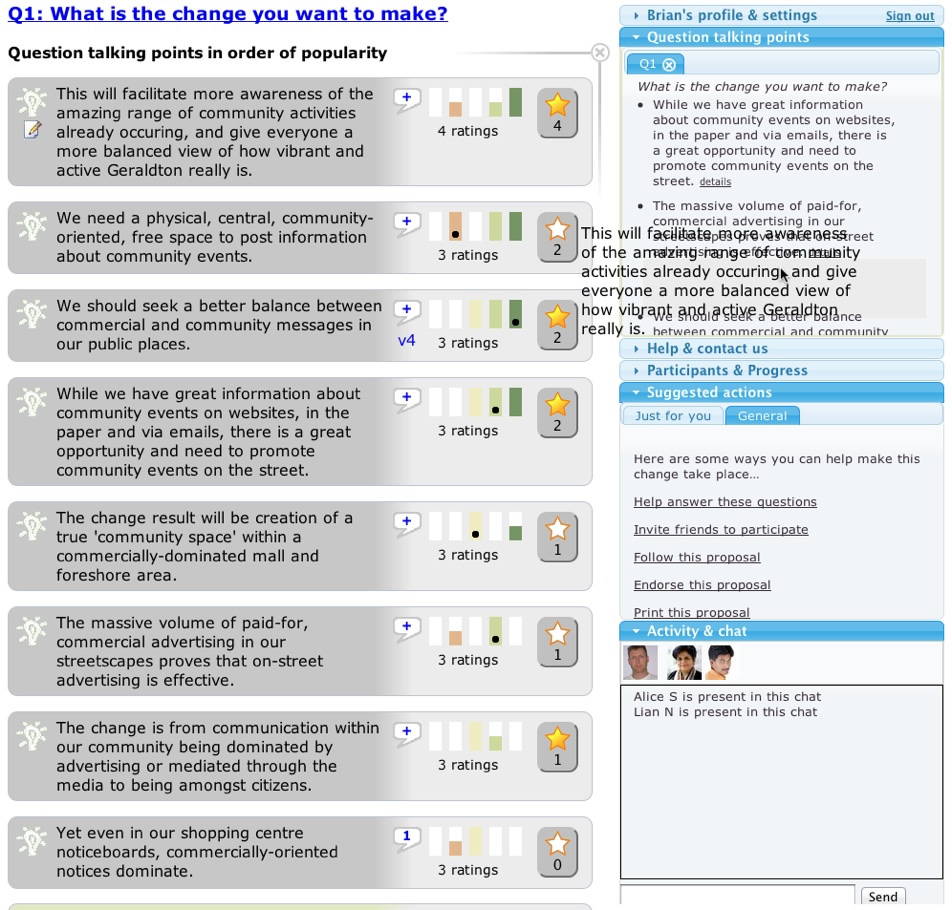 Q1: What is the change you want to make?
Question talking points in order of popularity
This will facilitate more awareness of the
amazing range of community activities
already occuring, and give everyone a
more balanced view of how vibrant and
active Geraldton really is.
+
4 ratings
4
We need a physical, central, community-
oriented, free space to post information
about community events.
+
3 ratings
2
We should seek a better balance between
commercial and community messages in
our public places.
+
v4
3 ratings
2
While we have great information about
community events on websites, in the
paper and via emails, there is a great
opportunity and need to promote
community events on the street.
+
3 ratings
2
The change result will be creation of a
true 'community space' within a
commercially-dominated mall and
foreshore area.
+
3 ratings
1
The massive volume of paid-for,
commercial advertising in our
streetscapes proves that on-street
advertising is effective.
+
3 ratings
1
The change is from communication within
our community being dominated by
advertising or mediated through the
media to being amongst citizens.
+
3 ratings
1
Yet even in our shopping centre
noticeboards, commercially-oriented
notices dominate.
1
3 ratings
0
Brian's profile & settings
Sign out
Question talking points
Q1
What is the change you want to make?
While we have great information
about community events on websites,
in the paper and via emails, there is
a great opportunity and need to
promote community events on the
street. details
The massive volume of paid-for,
commercial advertising in our
streetscapes proves that on-street
advertising is effective.
We should seek a better balance
between commercial and community
This will facilitate more awareness
of the amazing range of community
activities already occuring, and give
everyone a more balanced view of
how vibrant and active Geraldton
really is.
Help & contact us
Participants & Progress
Suggested actions
Just for you
General
Here are some ways you can help make this
change take place...
Help answer these questions
Invite friends to participate
Follow this proposal
Endorse this proposal
Print this proposal
Activity & chat
Alice S is present in this chat
Lian N is present in this chat
Send